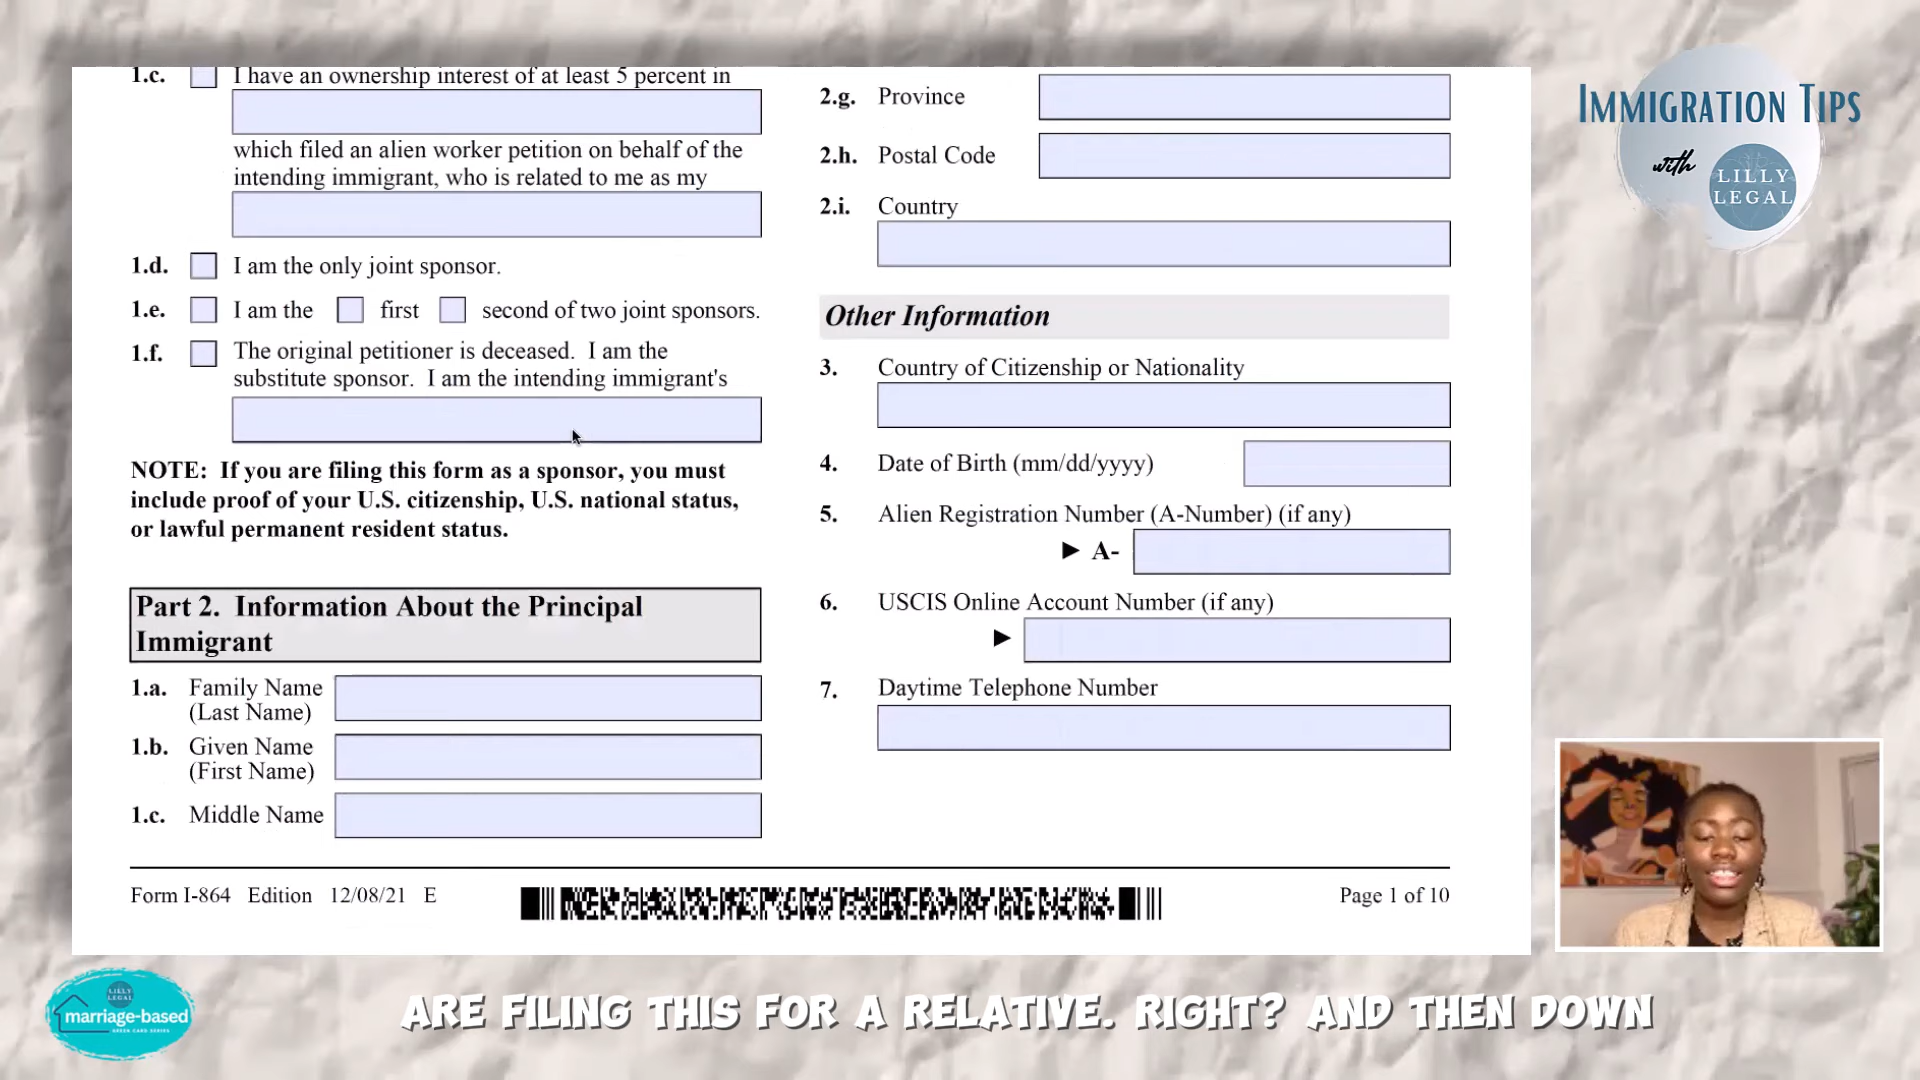 1.c. I have an ownership interest of at least 5 percent in
which filed an alien worker petition on behalf of the
intending immigrant, who is related to me as my
1.d. I am the only joint sponsor.
1.e. I am the first second of two joint sponsors.
1.f. The original petitioner is deceased. I am the
substitute sponsor. I am the intending immigrant's
NOTE: If you are filing this form as a sponsor, you must
include proof of your U.S. citizenship, U.S. national status,
or lawful permanent resident status.
Part 2. Information About the Principal
Immigrant
1.a. Family Name
(Last Name)
1.b. Given Name
(First Name)
1.c. Middle Name
2.g. Province
2.h. Postal Code
2.i. Country
Other Information
3. Country of Citizenship or Nationality
4. Date of Birth (mm/dd/yyyy)
5. Alien Registration Number (A-Number) (if any)
► A-
6. USCIS Online Account Number (if any)
►
7. Daytime Telephone Number
Form I-864 Edition 12/08/21 E
Page 1 of 10
IMMIGRATION TIPS
with
LILLY
LEGAL
LILLY
LEGAL
marriage-based
GREEN CARD SERIES
ARE FILING THIS FOR A RELATIVE. RIGHT? AND THEN DOWN